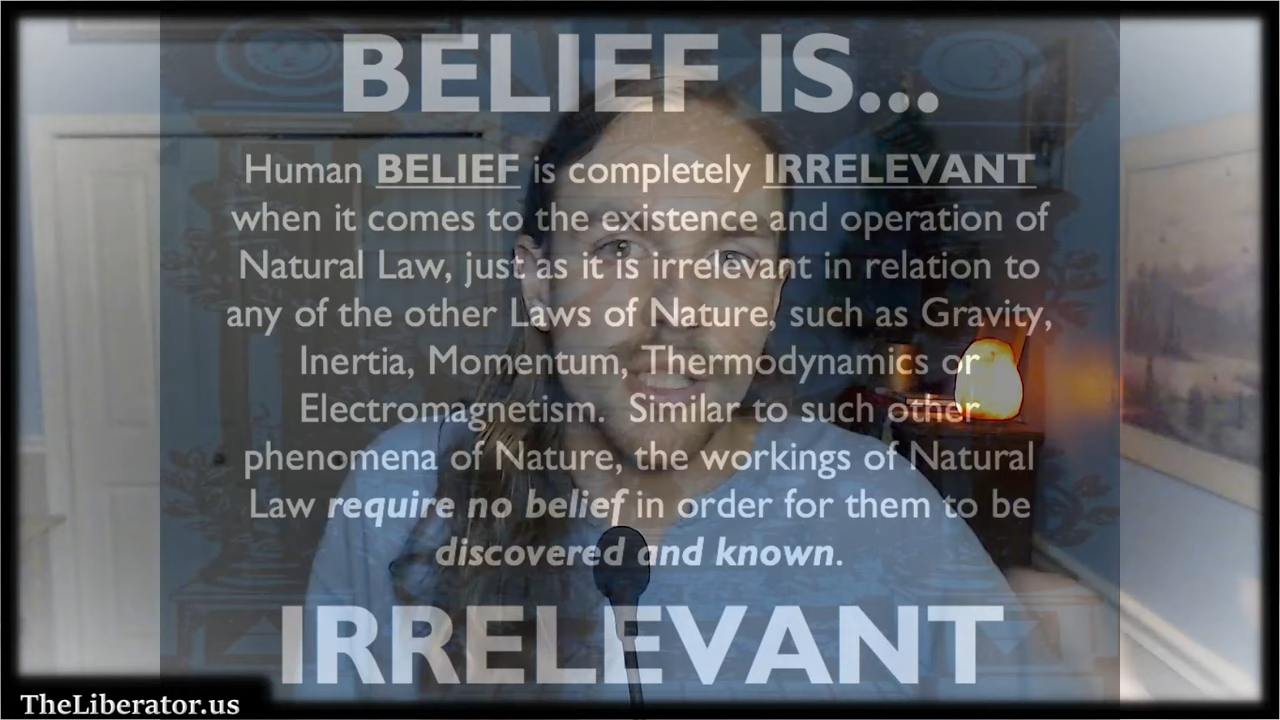 BELIEF IS...
Human BELIEF is completely IRRELEVANT
when it comes to the existence and operation of
Natural Law, just as it is irrelevant in relation to
any of the other Laws of Nature, such as Gravity,
Inertia, Momentum, Thermodynamics or
Electromagnetism.  Similar to such other
phenomena of Nature, the workings of Natural
Law require no belief in order for them to be
discovered and known.
IRRELEVANT
TheLiberator.us